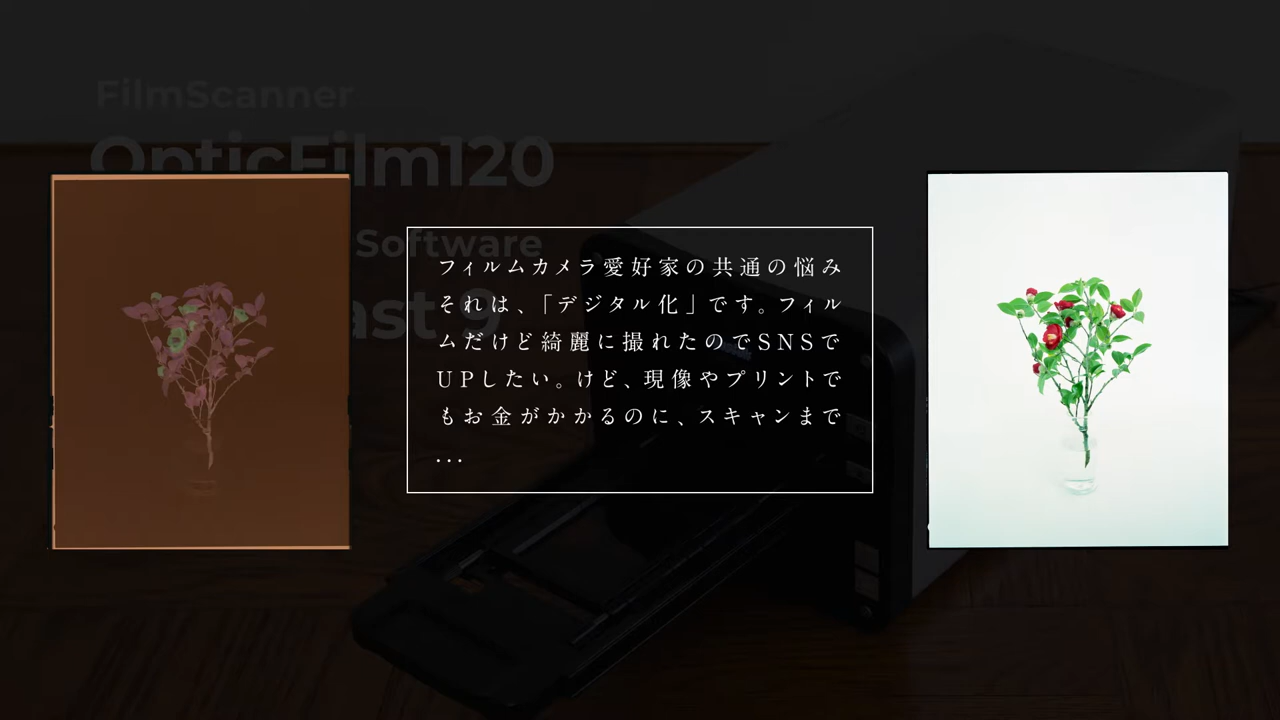 FilmScanner
OpticFilm120
Software
ast 9
フィルムカメラ愛好家の共通の悩み
それは、「デジタル化」です。フィル
ムだけど綺麗に撮れたのでSNSで
UPしたい。けど、現像やプリントで
もお金がかかるのに、スキャンまで
...